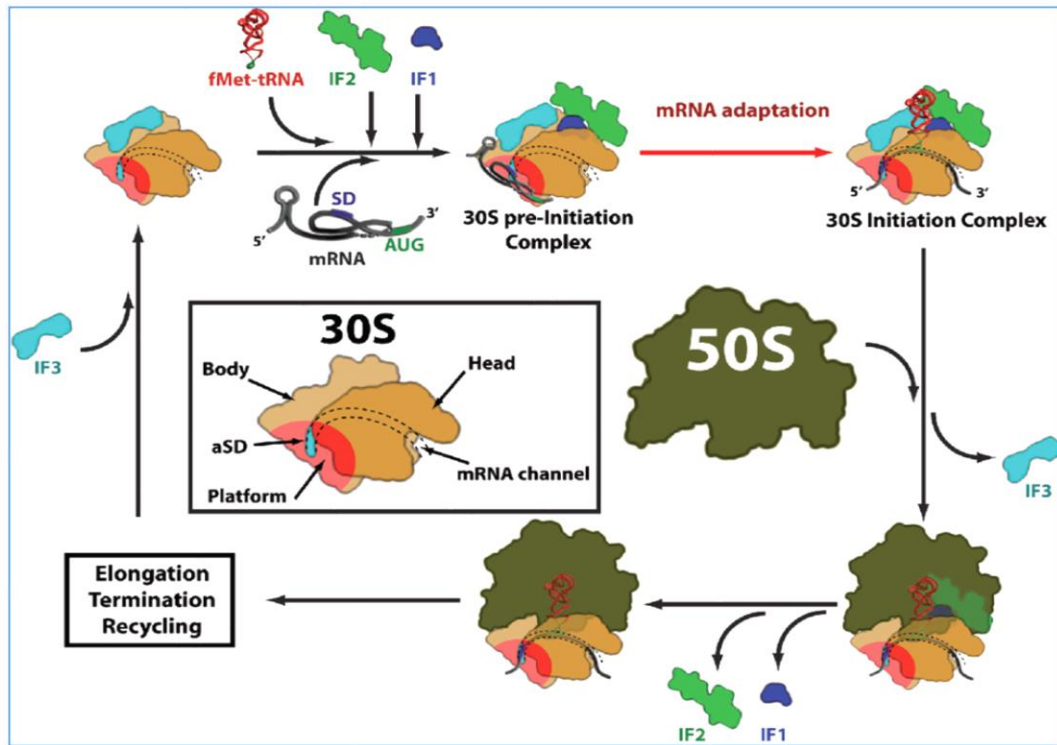 fMet-tRNA
IF2
IF1
SD
5'
3'
AUG
mRNA
30S pre-Initiation
Complex
mRNA adaptation
5'
3'
30S Initiation Complex
IF3
30S
Body
Head
aSD
mRNA channel
Platform
50S
IF3
Elongation
Termination
Recycling
IF2
IF1